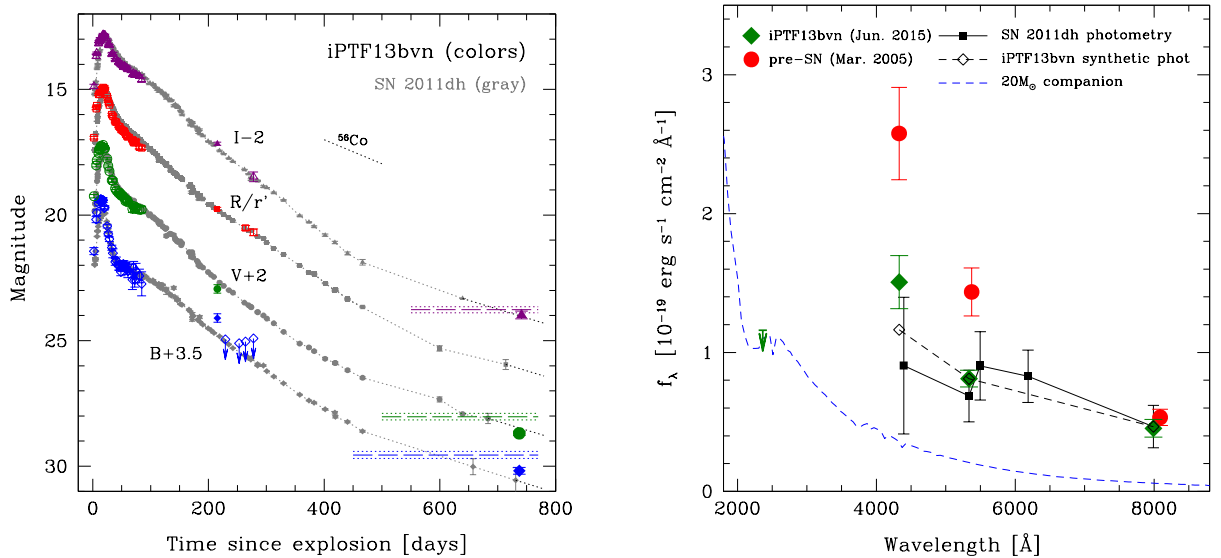 iPTF13bvn (colors)
SN 2011dh (gray)
⁵⁶Co
I−2
R/r'
V+2
B+3.5
15
20
25
30
Magnitude
0
200
400
600
800
Time since explosion [days]
iPTF13bvn (Jun. 2015)
pre−SN (Mar. 2005)
SN 2011dh photometry
iPTF13bvn synthetic phot
20M⊙ companion
3
2
1
0
f_λ [10⁻¹⁹ erg s⁻¹ cm⁻² Å⁻¹]
2000
4000
6000
8000
Wavelength [Å]